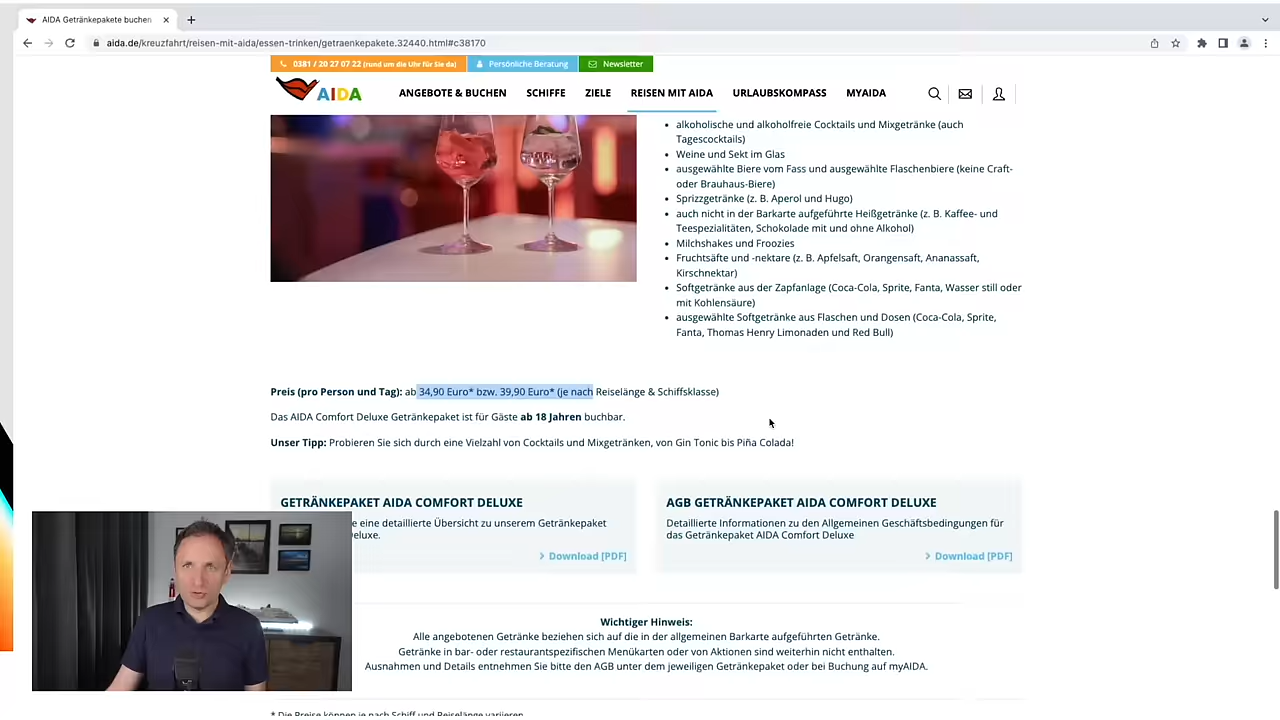 AIDA Getränkepakete buchen
aida.de/kreuzfahrt/reisen-mit-aida/essen-trinken/getraenkepakete.32440.html#c38170
0381 / 20 27 07 22 (rund um die Uhr für Sie da) Persönliche Beratung Newsletter
AIDA ANGEBOTE & BUCHEN SCHIFFE ZIELE REISEN MIT AIDA URLAUBSKOMPASS MYAIDA
alkoholische und alkoholfreie Cocktails und Mixgetränke (auch
Tagescocktails)
Weine und Sekt im Glas
ausgewählte Biere vom Fass und ausgewählte Flaschenbiere (keine Craft-
oder Brauhaus-Biere)
Sprizzgetränke (z. B. Aperol und Hugo)
auch nicht in der Barkarte aufgeführte Heißgetränke (z. B. Kaffee- und
Teespezialitäten, Schokolade mit und ohne Alkohol)
Milchshakes und Froozies
Fruchtsäfte und -nektare (z. B. Apfelsaft, Orangensaft, Ananassaft,
Kirschnektar)
Softgetränke aus der Zapfanlage (Coca-Cola, Sprite, Fanta, Wasser still oder
mit Kohlensäure)
ausgewählte Softgetränke aus Flaschen und Dosen (Coca-Cola, Sprite,
Fanta, Thomas Henry Limonaden und Red Bull)
Preis (pro Person und Tag): ab 34,90 Euro* bzw. 39,90 Euro* (je nach Reiselänge & Schiffsklasse)
Das AIDA Comfort Deluxe Getränkepaket ist für Gäste ab 18 Jahren buchbar.
Unser Tipp: Probieren Sie sich durch eine Vielzahl von Cocktails und Mixgetränken, von Gin Tonic bis Piña Colada!
GETRÄNKEPAKET AIDA COMFORT DELUXE
e eine detaillierte Übersicht zu unserem Getränkepaket
eluxe.
Download [PDF]
AGB GETRÄNKEPAKET AIDA COMFORT DELUXE
Detaillierte Informationen zu den Allgemeinen Geschäftsbedingungen für
das Getränkepaket AIDA Comfort Deluxe
Download [PDF]
Wichtiger Hinweis:
Alle angebotenen Getränke beziehen sich auf die in der allgemeinen Barkarte aufgeführten Getränke.
Getränke in bar- oder restaurantspezifischen Menükarten oder von Aktionen sind weiterhin nicht enthalten.
Ausnahmen und Details entnehmen Sie bitte den AGB unter dem jeweiligen Getränkepaket oder bei Buchung auf myAIDA.
* Die Preise können je nach Schiff und Reiselänge variieren